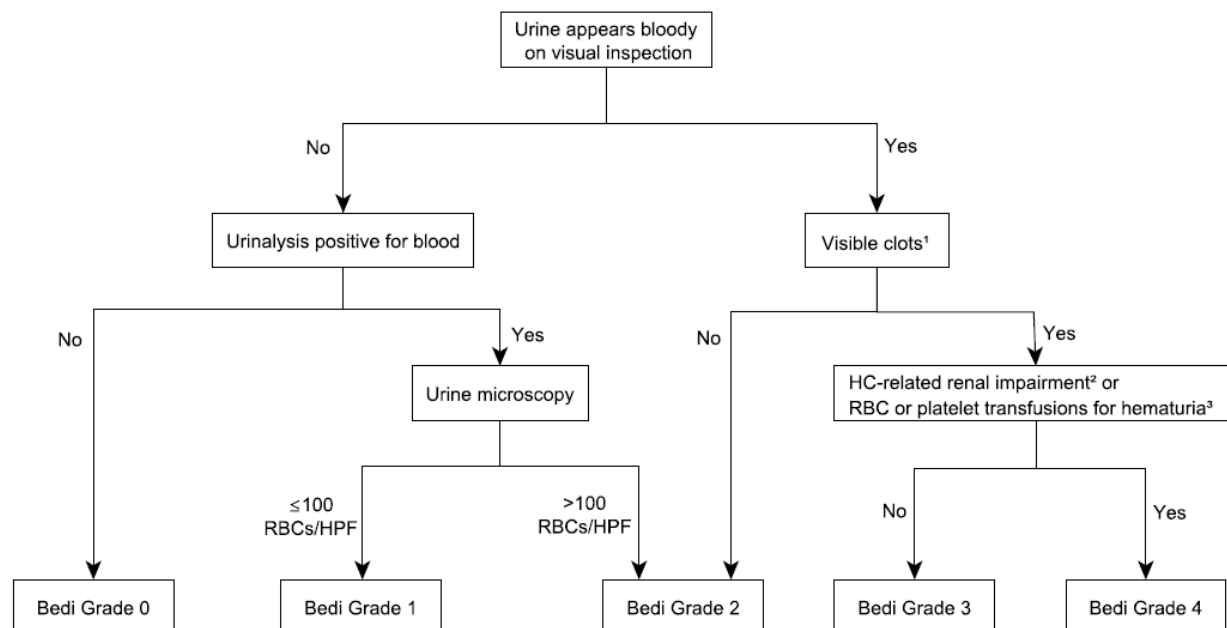 Urine appears bloody
on visual inspection
No
Yes
Urinalysis positive for blood
Visible clots¹
No
Yes
No
Yes
Urine microscopy
HC-related renal impairment² or
RBC or platelet transfusions for hematuria³
≤100
RBCs/HPF
>100
RBCs/HPF
No
Yes
Bedi Grade 0
Bedi Grade 1
Bedi Grade 2
Bedi Grade 3
Bedi Grade 4